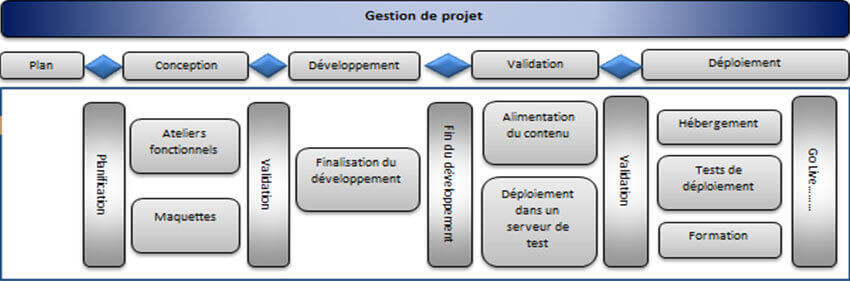 Gestion de projet
Plan
Conception
Développement
Validation
Déploiement
Planification
Ateliers
fonctionnels
Maquettes
Validation
Finalisation du
développement
Fin du développement
Alimentation
du contenu
Déploiement
dans un
serveur de
test
Validation
Hébergement
Tests de
déploiement
Formation
Go Live.........